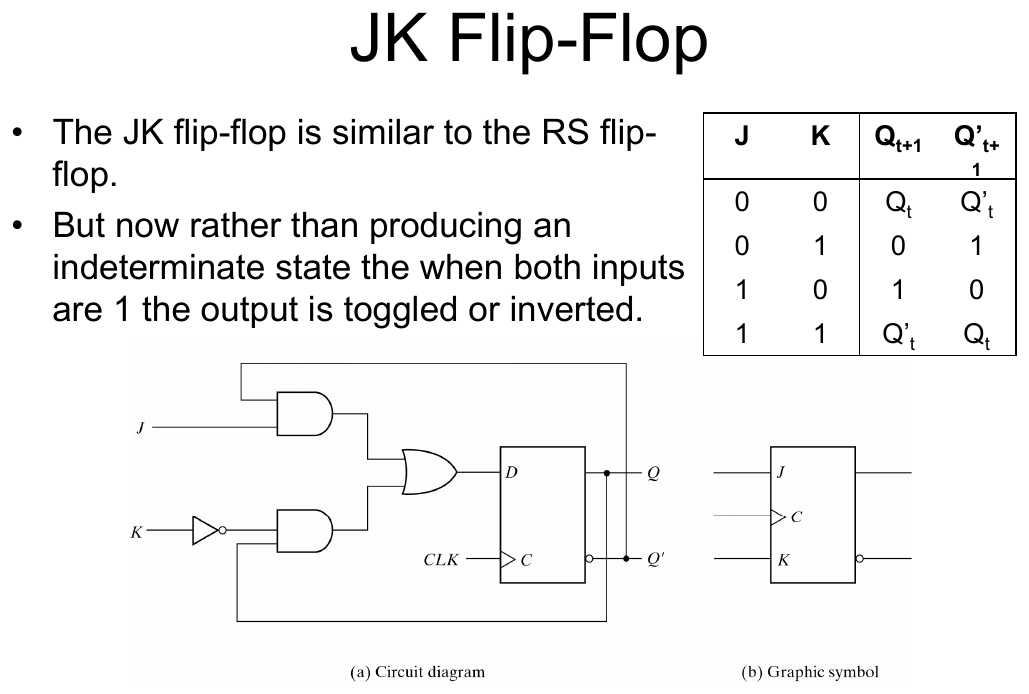 JK Flip-Flop
• The JK flip-flop is similar to the RS flip-
flop.
• But now rather than producing an
indeterminate state the when both inputs
are 1 the output is toggled or inverted.
J K Qt+1 Q’t+
1
0 0 Qt Q’t
0 1 0 1
1 0 1 0
1 1 Q’t Qt
J
K
D
CLK
C
Q
Q'
J
C
K
(a) Circuit diagram
(b) Graphic symbol